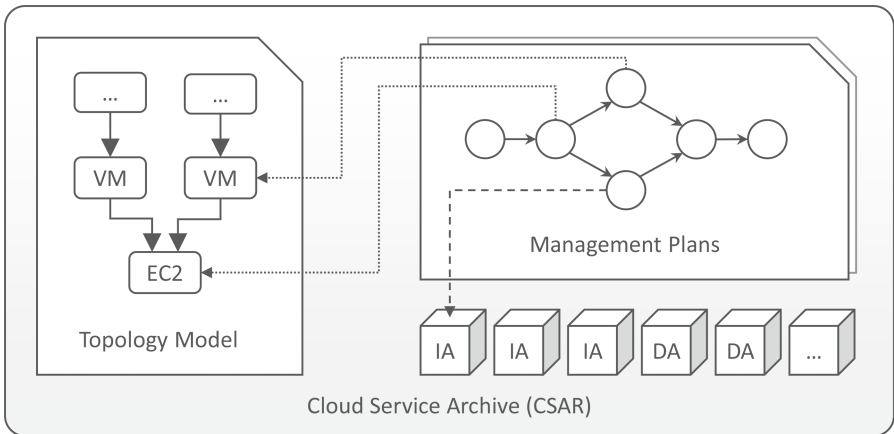 ... ...
VM VM
EC2
Topology Model
Management Plans
IA IA IA DA DA ...
Cloud Service Archive (CSAR)